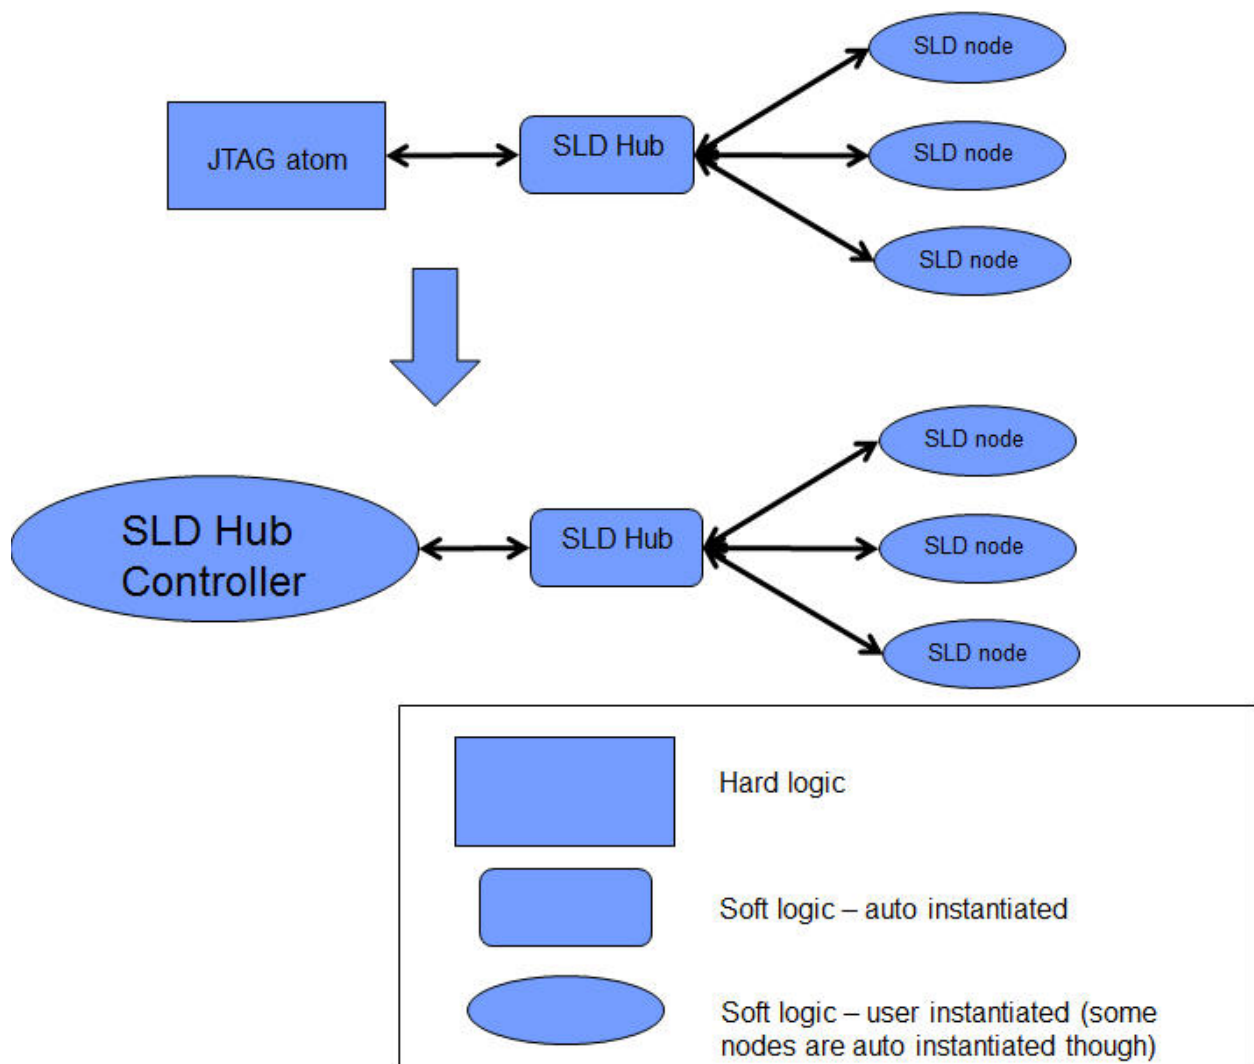 SLD node
JTAG atom
SLD Hub
SLD node
SLD node
SLD node
SLD Hub
Controller
SLD Hub
SLD node
SLD node
Hard logic
Soft logic – auto instantiated
Soft logic – user instantiated (some
nodes are auto instantiated though)